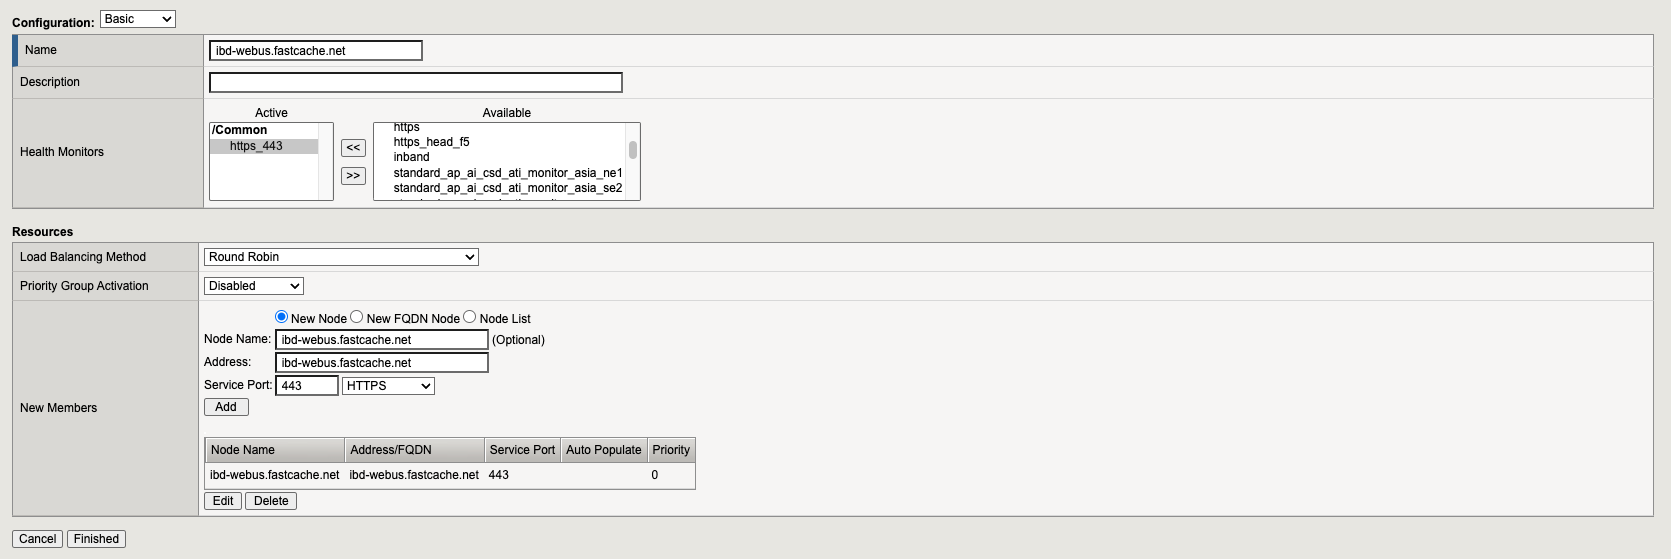 Configuration: Basic
Name ibd-webus.fastcache.net
Description
Active Available
Health Monitors
/Common
https_443
<<
>>
https
https_head_f5
inband
standard_ap_ai_csd_ati_monitor_asia_ne1
standard_ap_ai_csd_ati_monitor_asia_se2
Resources
Load Balancing Method Round Robin
Priority Group Activation Disabled
New Members
New Node New FQDN Node Node List
Node Name: ibd-webus.fastcache.net (Optional)
Address: ibd-webus.fastcache.net
Service Port: 443 HTTPS
Add
Node Name Address/FQDN Service Port Auto Populate Priority
ibd-webus.fastcache.net ibd-webus.fastcache.net 443 0
Edit Delete
Cancel Finished